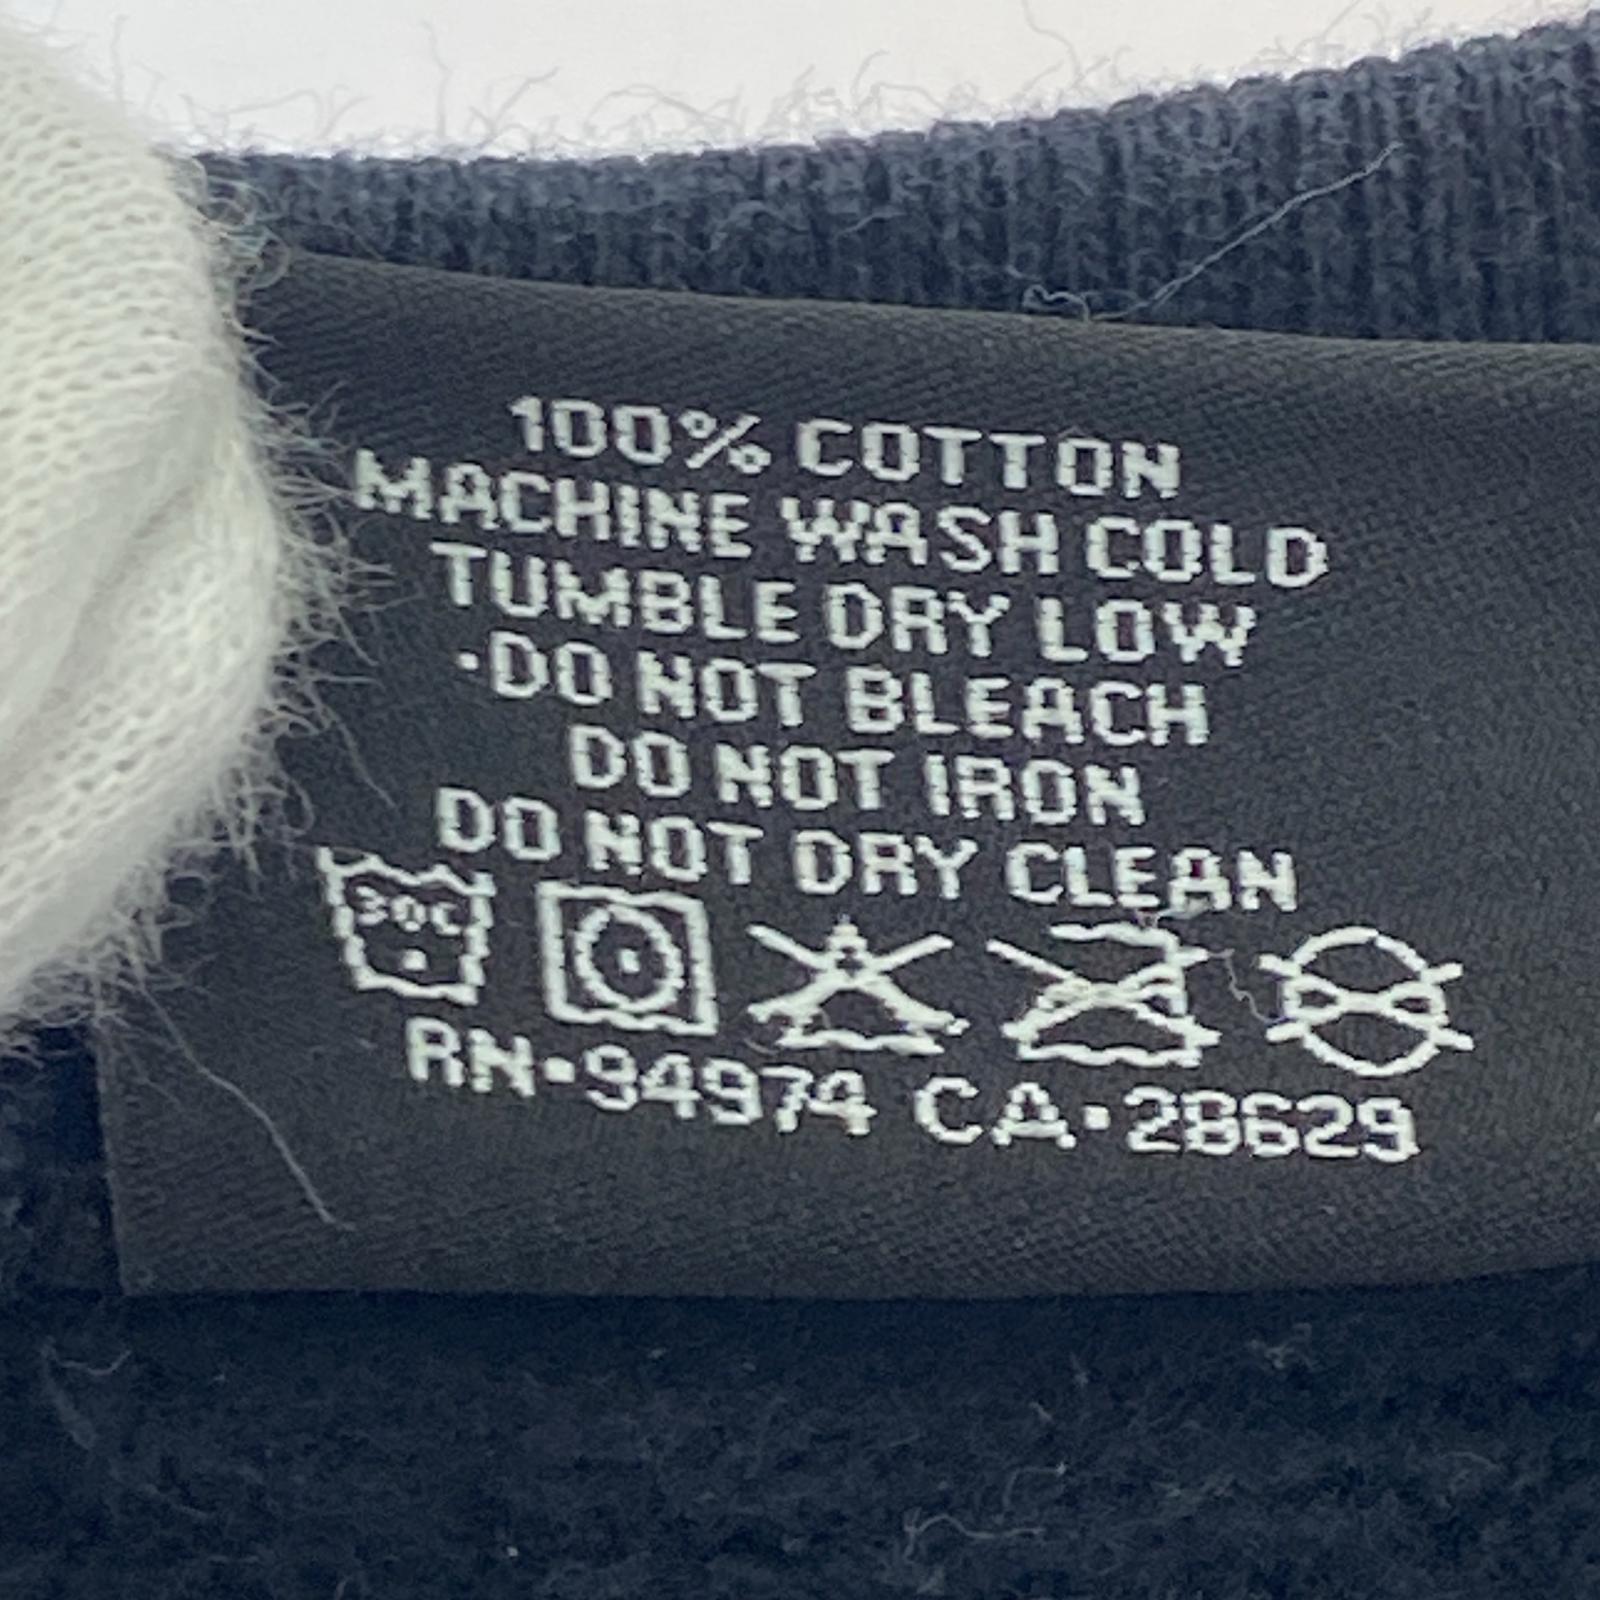 100% COTTON
MACHINE WASH COLD
TUMBLE DRY LOW
·DO NOT BLEACH
DO NOT IRON
DO NOT DRY CLEAN
30C
RN·94974 CA·28629